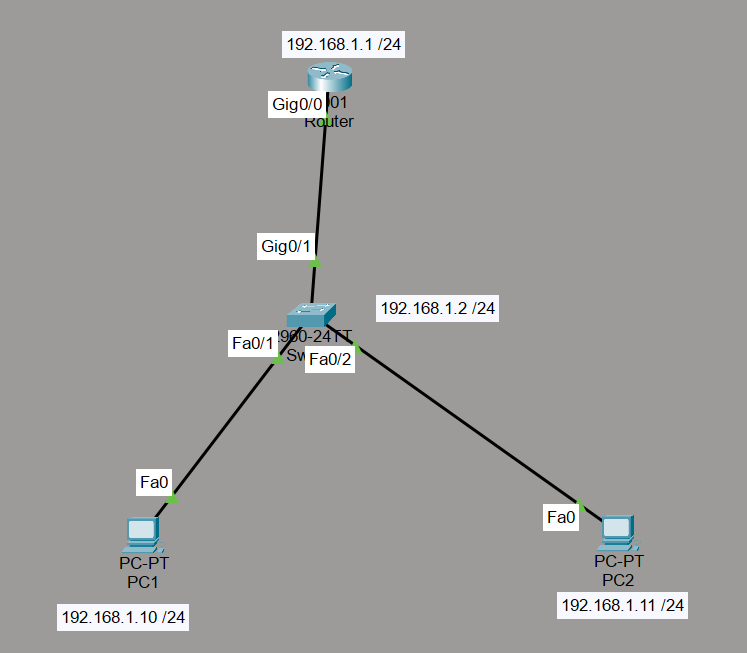 192.168.1.1 /24
Gig0/0
Router
Gig0/1
192.168.1.2 /24
Fa0/1
Fa0/2
Fa0
Fa0
PC-PT
PC1
PC-PT
PC2
192.168.1.10 /24
192.168.1.11 /24